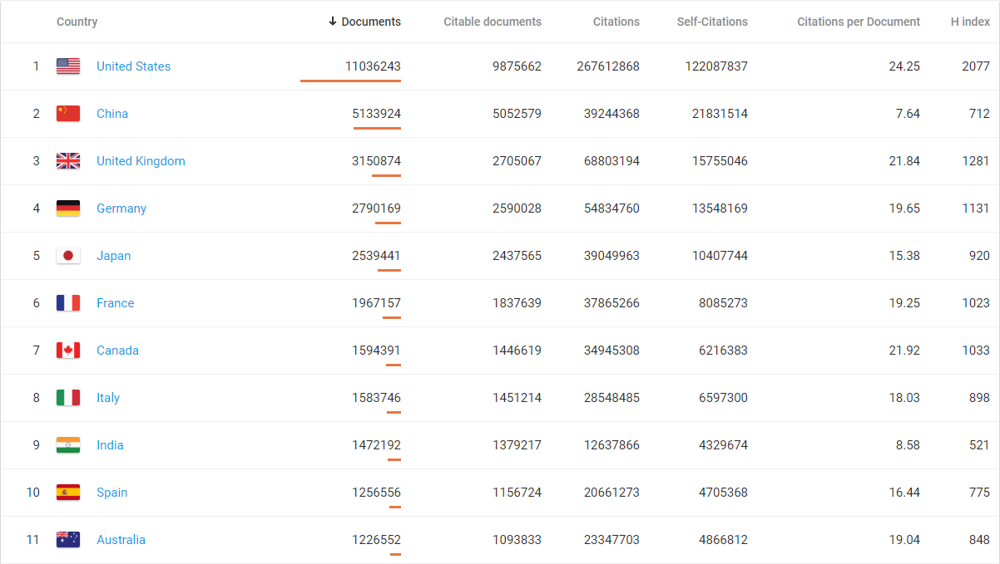 Country ↓ Documents Citable documents Citations Self-Citations Citations per Document H index
1 United States 11036243 9875662 267612868 122087837 24.25 2077
2 China 5133924 5052579 39244368 21831514 7.64 712
3 United Kingdom 3150874 2705067 68803194 15755046 21.84 1281
4 Germany 2790169 2590028 54834760 13548169 19.65 1131
5 Japan 2539441 2437565 39049963 10407744 15.38 920
6 France 1967157 1837639 37865266 8085273 19.25 1023
7 Canada 1594391 1446619 34945308 6216383 21.92 1033
8 Italy 1583746 1451214 28548485 6597300 18.03 898
9 India 1472192 1379217 12637866 4329674 8.58 521
10 Spain 1256556 1156724 20661273 4705368 16.44 775
11 Australia 1226552 1093833 23347703 4866812 19.04 848